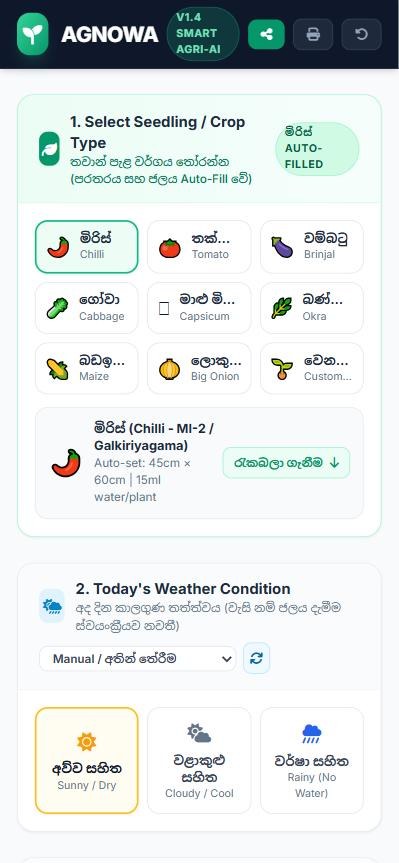 AGNOWA
V1.4
SMART
AGRI-AI
1. Select Seedling / Crop
Type
තවාන් පැළ වර්ගය තෝරන්න
(පරතරය සහ ජලය Auto-Fill වේ)
මිරිස්
AUTO-
FILLED
මිරිස්
Chilli
තක්...
Tomato
වම්බටු
Brinjal
ගෝවා
Cabbage
මාළු මි...
Capsicum
බණ්...
Okra
බඩඉ...
Maize
ලොකු...
Big Onion
වෙන...
Custom...
මිරිස් (Chilli - MI-2 /
Galkiriyagama)
Auto-set: 45cm ×
60cm | 15ml
water/plant
රැකබලා ගැනීම ↓
2. Today's Weather Condition
අද දින කාලගුණ තත්ත්වය (වැසි නම් ජලය දැමීම
ස්වයංක්‍රීයව නවතී)
Manual / අතින් තේරීම
අව්ව සහිත
Sunny / Dry
වළාකුළු
සහිත
Cloudy / Cool
වර්ෂා සහිත
Rainy (No
Water)